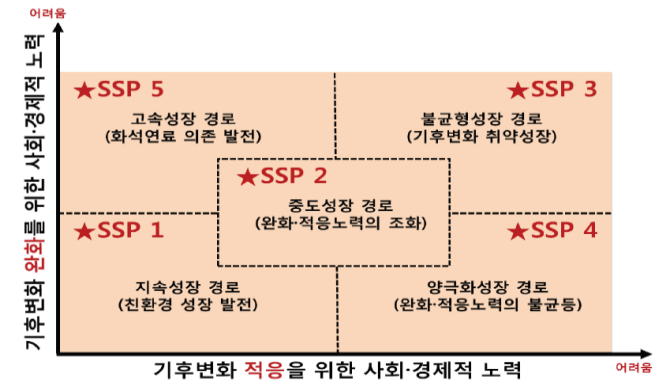 어려움
기후변화 완화를 위한 사회·경제적 노력
★SSP 5
고속성장 경로
(화석연료 의존 발전)
★SSP 3
불균형성장 경로
(기후변화 취약성장)
★SSP 2
중도성장 경로
(완화·적응노력의 조화)
★SSP 1
지속성장 경로
(친환경 성장 발전)
★SSP 4
양극화성장 경로
(완화·적응노력의 불균등)
기후변화 적응을 위한 사회·경제적 노력
어려움